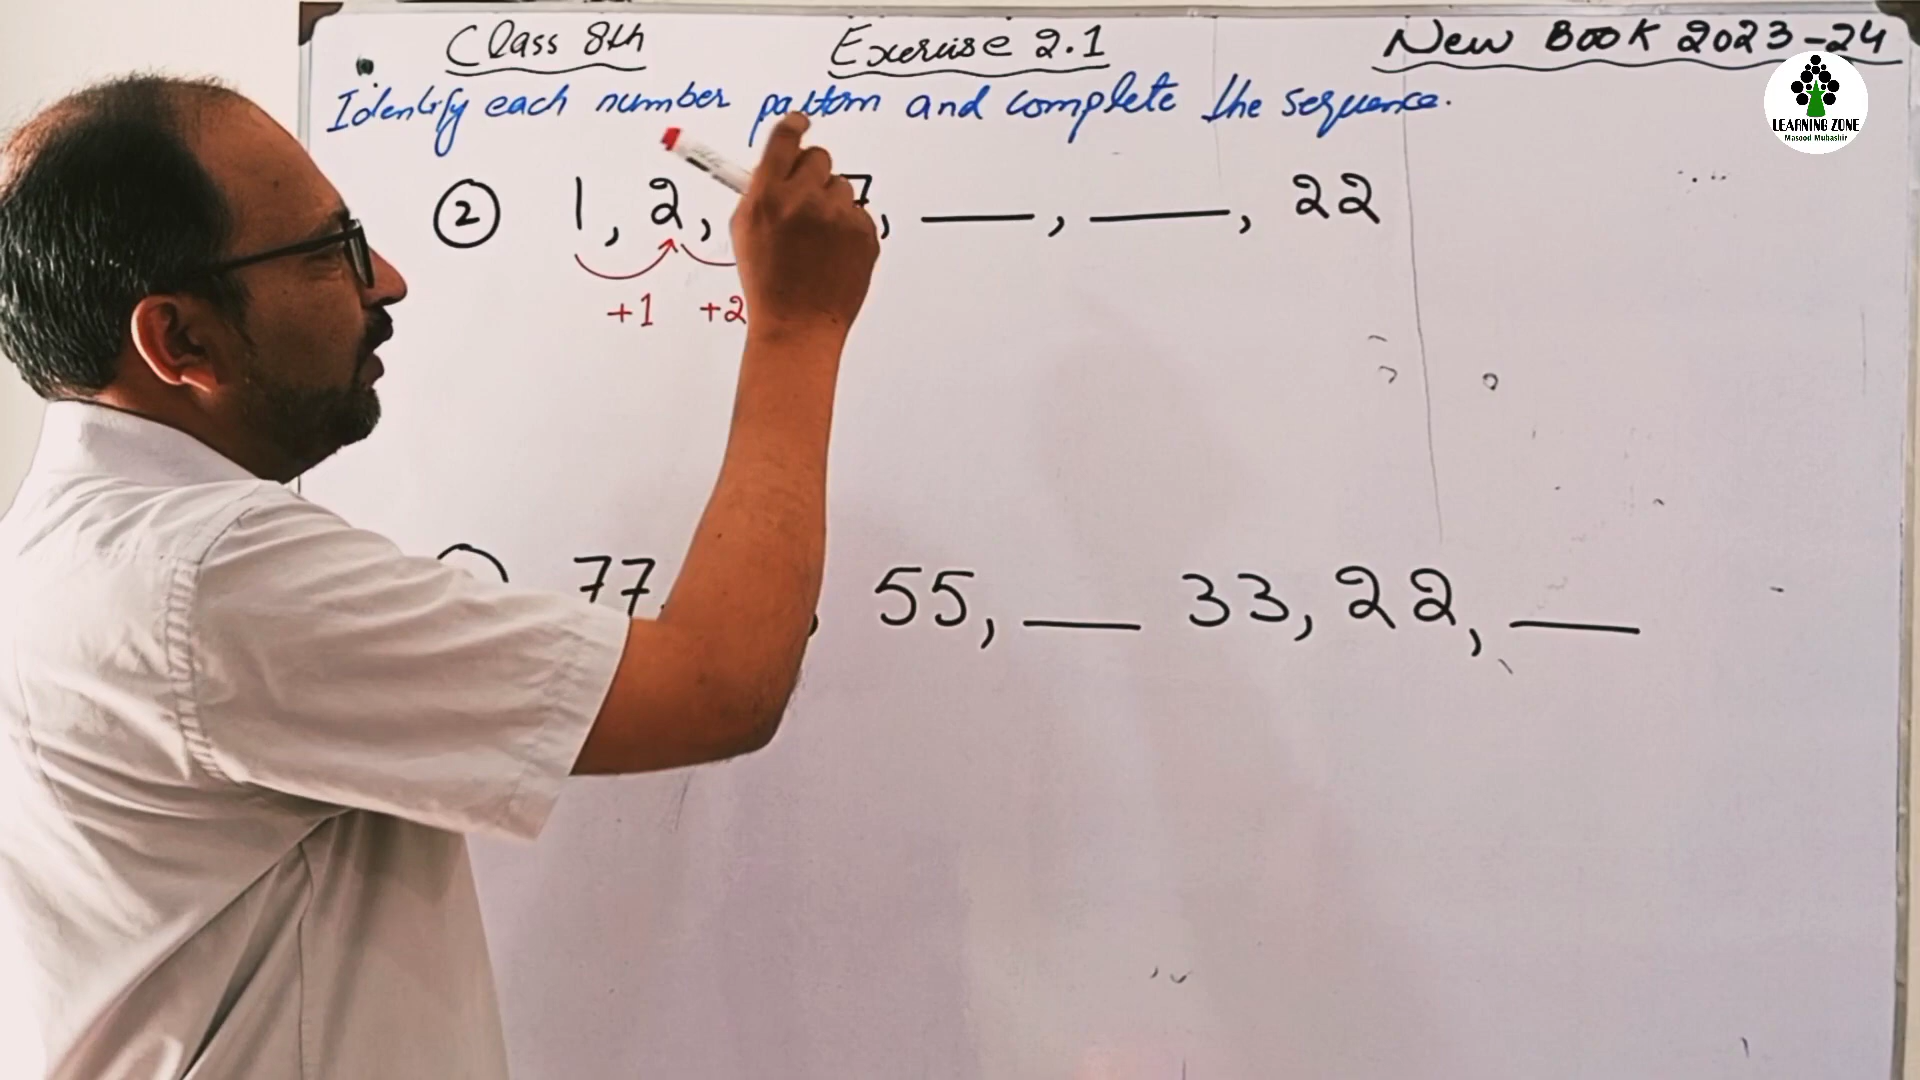 Class 8th Exercise 2.1 New Book 2023-24
Identify each number pattern and complete the sequence.
LEARNING ZONE
Masood Mubashir
② 1, 2, 7, ___, ___, 22
+1 +2
77, 55, ___ 33, 22, ___